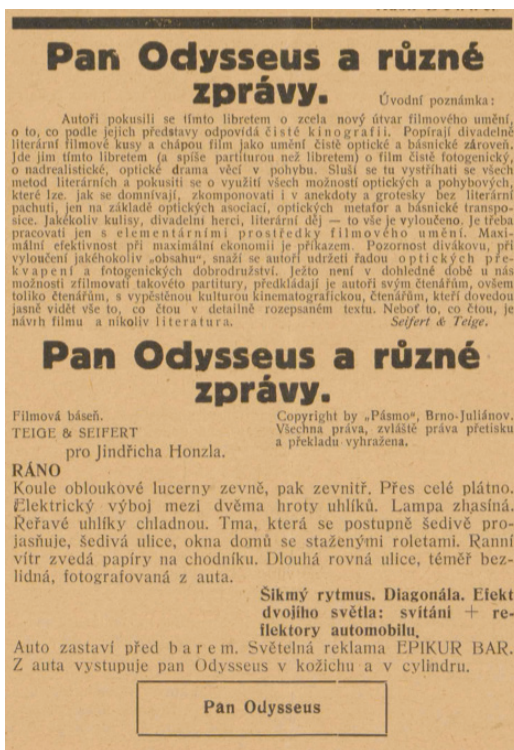 Pan Odysseus a různé
zprávy.
Úvodní poznámka:
Autoři pokusili se tímto libretem o zcela nový útvar filmového umění,
o to, co podle jejich představy odpovídá čisté kinografii. Popírají divadelně
literární filmové kusy a chápou film jako umění čistě optické a básnické zároveň.
Jde jim tímto libretem (a spíše partiturou než libretem) o film čistě fotogenický,
o nadrealistické, optické drama věcí v pohybu. Sluší se tu vystříhati se všech
metod literárních a pokusiti se o využití všech možností optických a pohybových,
které lze, jak se domnívají, zkomponovati i v anekdoty a grotesky bez literární
pachuti, jen na základě optických asociací, optických metafor a básnické transpo-
sice. Jakékoliv kulisy, divadelní herci, literární děj — to vše je vyloučeno. Je třeba
pracovati jen s elementárními prostředky filmového umění. Maxi-
mální efektivnost při maximální ekonomii je příkazem. Pozornost divákovu, při
vyloučení jakéhokoliv „obsahu“, snaží se autoři udržeti řadou optických pře-
kvapení a fotogenických dobrodružství. Ježto není v dohledné době u nás
možnosti zfilmovati takovéto partitury, předkládají je autoři svým čtenářům, ovšem
toliko čtenářům, s vypěstěnou kulturou kinematografickou, čtenářům, kteří dovedou
jasně vidět vše to, co čtou v detailně rozepsaném textu. Neboť to, co čtou, je
návrh filmu a nikoliv literatura. Seifert & Teige.
Pan Odysseus a různé
zprávy.
Filmová báseň.
TEIGE & SEIFERT
pro Jindřicha Honzla.
Copyright by „Pásmo“, Brno-Juliánov.
Všechna práva, zvláště práva přetisku
a překladu vyhražena.
RÁNO
Koule obloukové lucerny zevně, pak zevnitř. Přes celé plátno.
Elektrický výboj mezi dvěma hroty uhlíků. Lampa zhasíná.
Řeřavé uhlíky chladnou. Tma, která se postupně šedivě pro-
jasňuje, šedivá ulice, okna domů se staženými roletami. Ranní
vítr zvedá papíry na chodníku. Dlouhá rovná ulice, téměř bez-
lidná, fotografovaná z auta.
Šikmý rytmus. Diagonála. Efekt
dvojího světla: svítání + re-
flektory automobilu.
Auto zastaví před barem. Světelná reklama EPIKUR BAR.
Z auta vystupuje pan Odysseus v kožichu a v cylindru.
Pan Odysseus